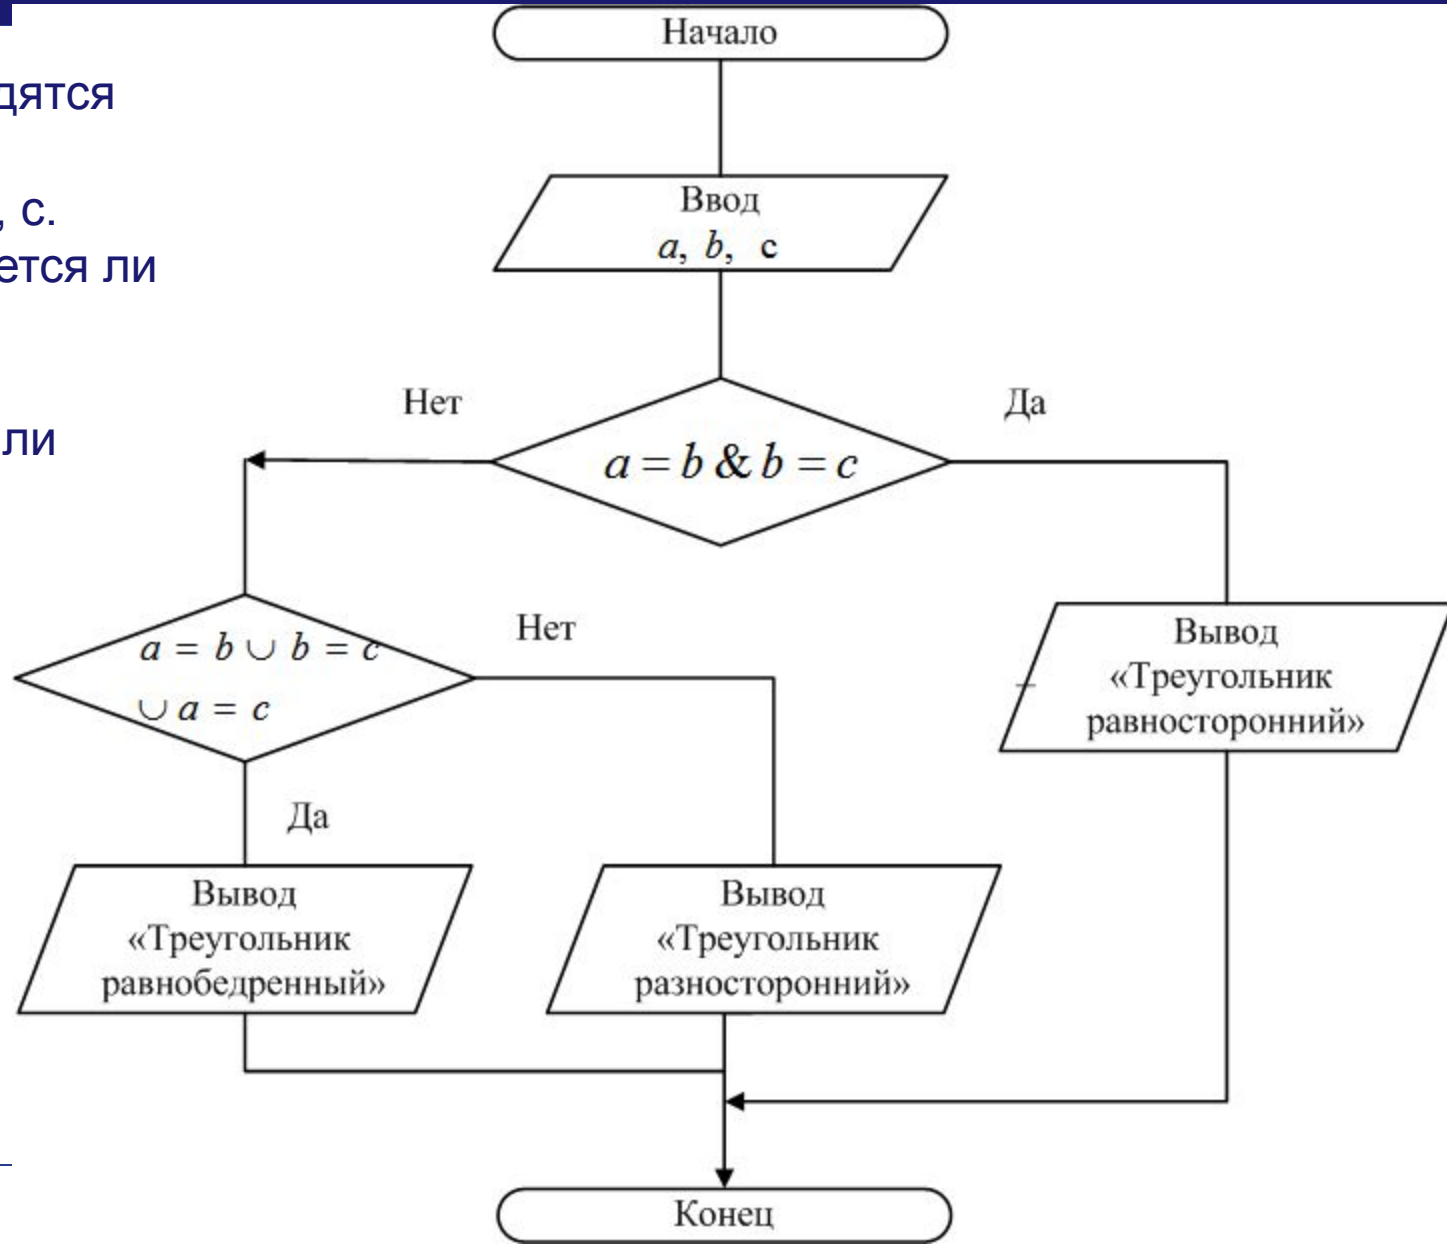 дятся
, с.
ется ли
ли
Начало
Ввод
a, b, c
Нет
Да
a = b & b = c
a = b ∪ b = c
∪ a = c
Нет
Да
Вывод
«Треугольник
равносторонний»
Вывод
«Треугольник
равнобедренный»
Вывод
«Треугольник
разносторонний»
Конец